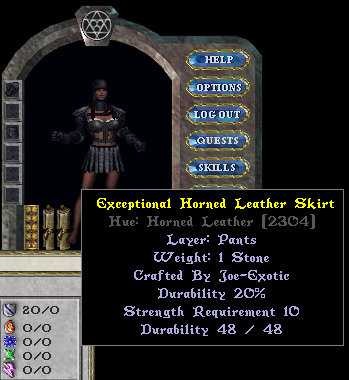 HELP
OPTIONS
LOG OUT
QUESTS
SKILLS
Exceptional Horned Leather Skirt
Hue: Horned Leather [2304]
Layer: Pants
Weight: 1 Stone
Crafted By Joe-Exotic
Durability 20%
Strength Requirement 10
Durability 48 / 48
20/0
0/0
0/0
0/0
0/0